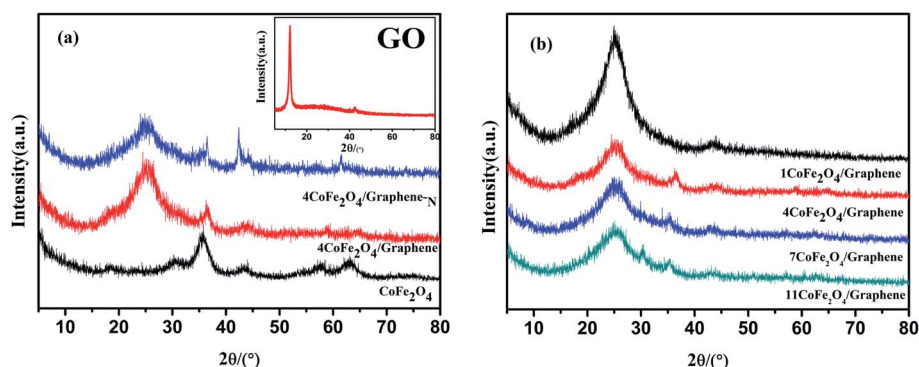 (a)
GO
Intensity(a.u.)
20 40 60 80
2θ/(°)
Intensity(a.u.)
4CoFe2O4/Graphene-N
4CoFe2O4/Graphene
CoFe2O4
10 20 30 40 50 60 70 80
2θ/(°)
(b)
Intensity(a.u.)
1CoFe2O4/Graphene
4CoFe2O4/Graphene
7CoFe2O4/Graphene
11CoFe2O4/Graphene
10 20 30 40 50 60 70 80
2θ/(°)